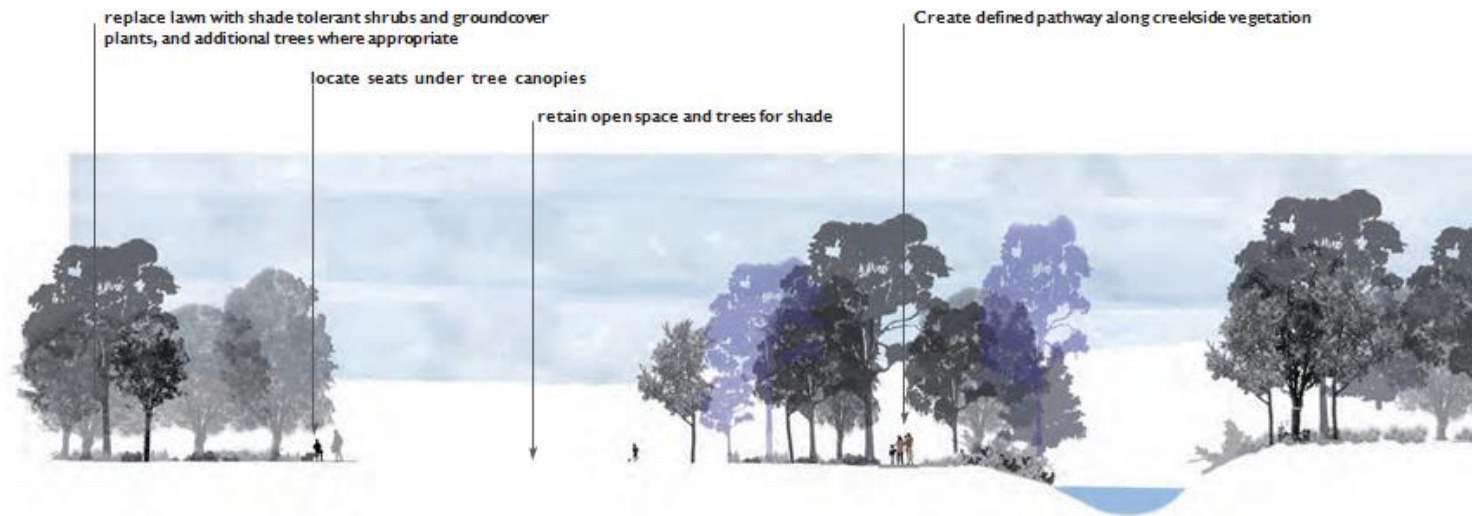 replace lawn with shade tolerant shrubs and groundcover
plants, and additional trees where appropriate
Create defined pathway along creekside vegetation
locate seats under tree canopies
retain open space and trees for shade